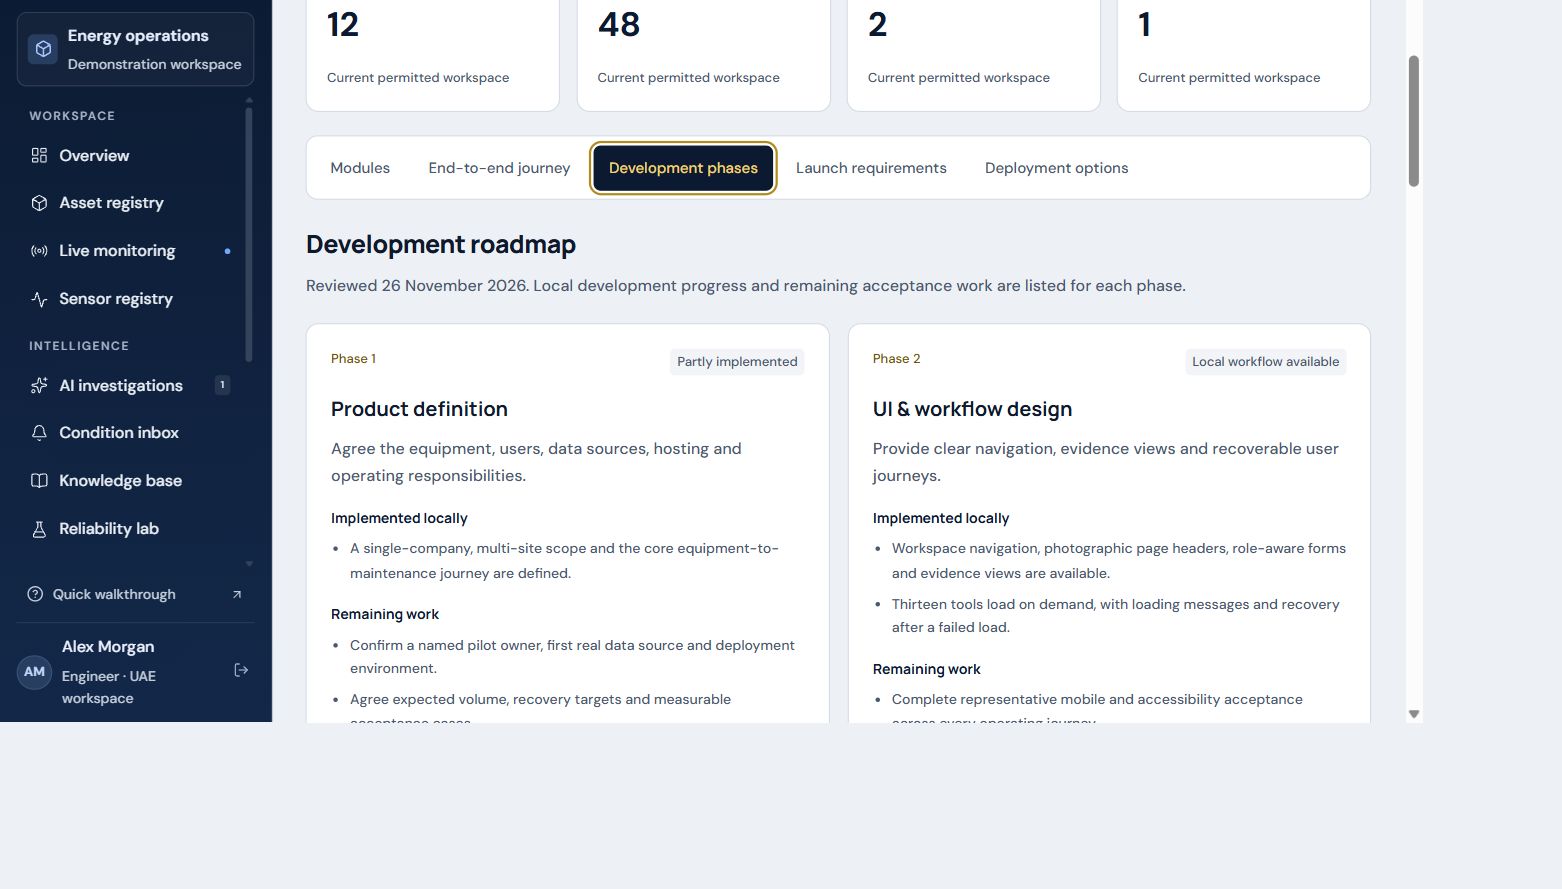 Energy operations
Demonstration workspace
WORKSPACE
Overview
Asset registry
Live monitoring
Sensor registry
INTELLIGENCE
AI investigations
1
Condition inbox
Knowledge base
Reliability lab
Quick walkthrough
AM
Alex Morgan
Engineer · UAE
workspace
12
Current permitted workspace
48
Current permitted workspace
2
Current permitted workspace
1
Current permitted workspace
Modules
End-to-end journey
Development phases
Launch requirements
Deployment options
Development roadmap
Reviewed 26 November 2026. Local development progress and remaining acceptance work are listed for each phase.
Phase 1
Partly implemented
Product definition
Agree the equipment, users, data sources, hosting and
operating responsibilities.
Implemented locally
• A single-company, multi-site scope and the core equipment-to-
maintenance journey are defined.
Remaining work
• Confirm a named pilot owner, first real data source and deployment
environment.
• Agree expected volume, recovery targets and measurable
acceptance cases.
Phase 2
Local workflow available
UI & workflow design
Provide clear navigation, evidence views and recoverable user
journeys.
Implemented locally
• Workspace navigation, photographic page headers, role-aware forms
and evidence views are available.
• Thirteen tools load on demand, with loading messages and recovery
after a failed load.
Remaining work
• Complete representative mobile and accessibility acceptance
across every operating journey.